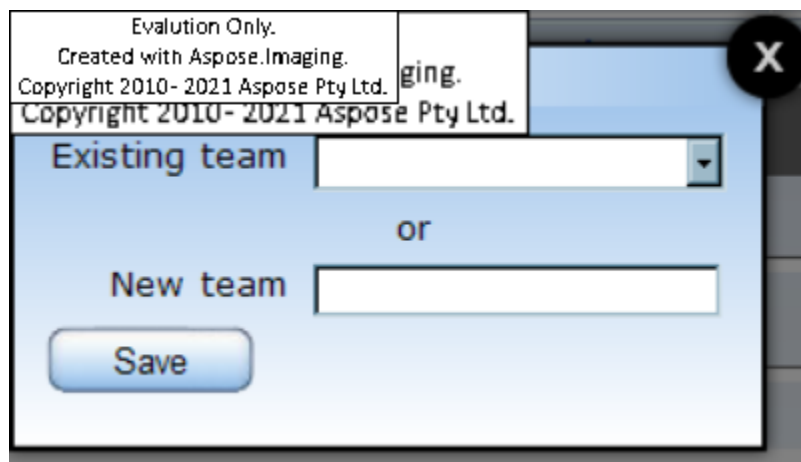 Evalution Only.
Created with Aspose.Imaging.
Copyright 2010- 2021 Aspose Pty Ltd.
ging.
Copyright 2010- 2021 Aspose Pty Ltd.
X
Existing team
or
New team
Save